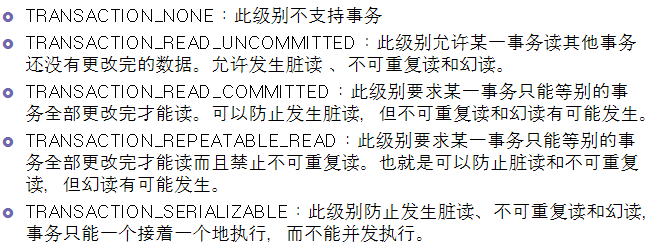 TRANSACTION_NONE：此级别不支持事务
TRANSACTION_READ_UNCOMMITTED：此级别允许某一事务读其他事务
还没有更改完的数据。允许发生脏读、不可重复读和幻读。
TRANSACTION_READ_COMMITTED：此级别要求某一事务只能等别的事
务全部更改完才能读。可以防止发生脏读，但不可重复读和幻读有可能发生。
TRANSACTION_REPEATABLE_READ：此级别要求某一事务只能等别的事
务全部更改完才能读而且禁止不可重复读。也就是可以防止脏读和不可重复
读，但幻读有可能发生。
TRANSACTION_SERIALIZABLE：此级别防止发生脏读、不可重复读和幻读，
事务只能一个接着一个地执行，而不能并发执行。